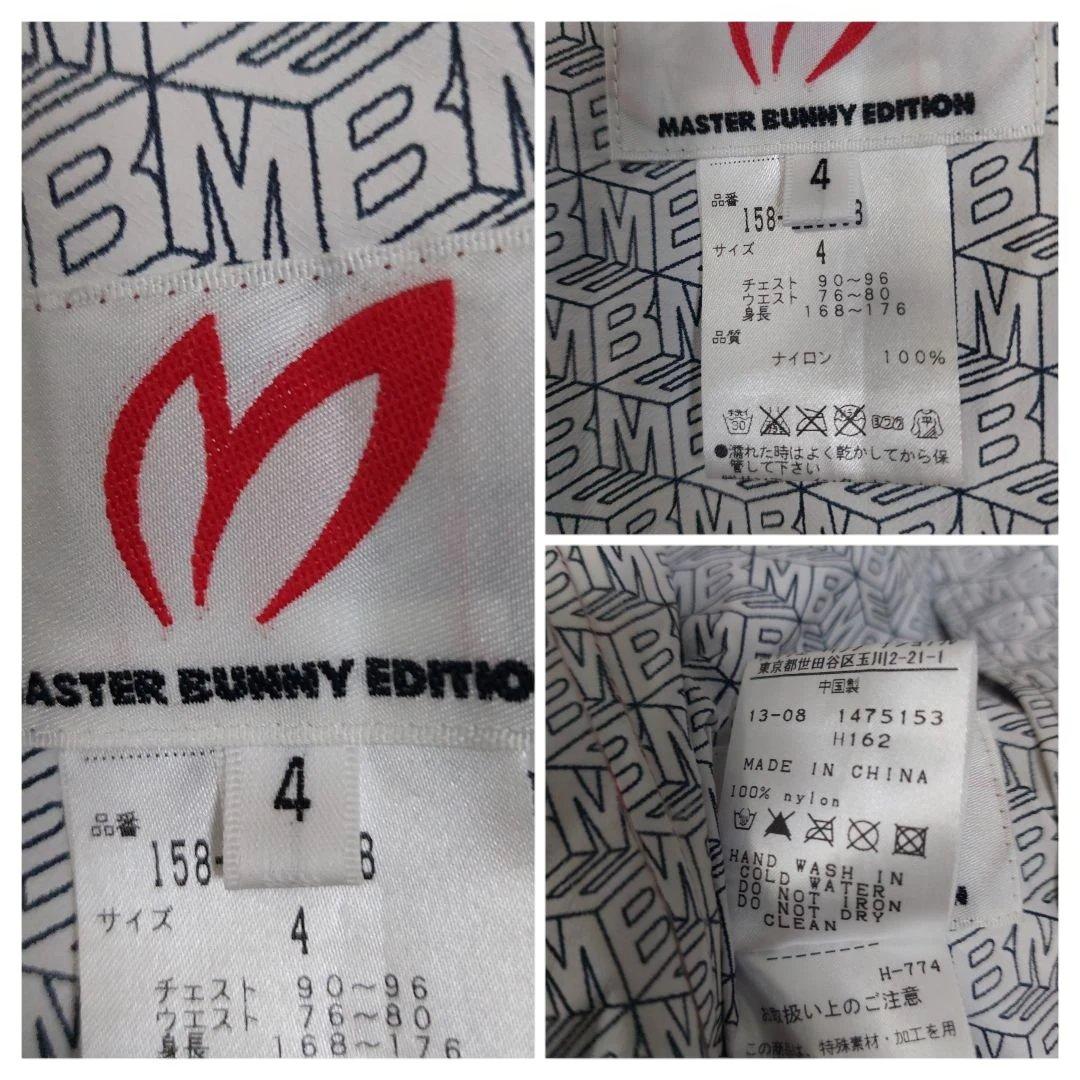 ASTER BUNNY EDITIO
4
品番
158-
8
サイズ
4
チェスト 90～96
ウエスト 76～80
身長 168～176
MASTER BUNNY EDITION
4
品番
158-
サイズ
4
チェスト 90～96
ウエスト 76～80
身長 168～176
品質
ナイロン 100%
●濡れた時はよく乾かしてから保
管して下さい
東京都世田谷区玉川2-21-1
中国製
13-08 1475153
H162
MADE IN CHINA
100% nylon
HAND WASH IN
COLD WATER
DO NOT IRON
DO NOT DRY
CLEAN
H-774
お取扱い上のご注意
この商品は、特殊素材・加工を用